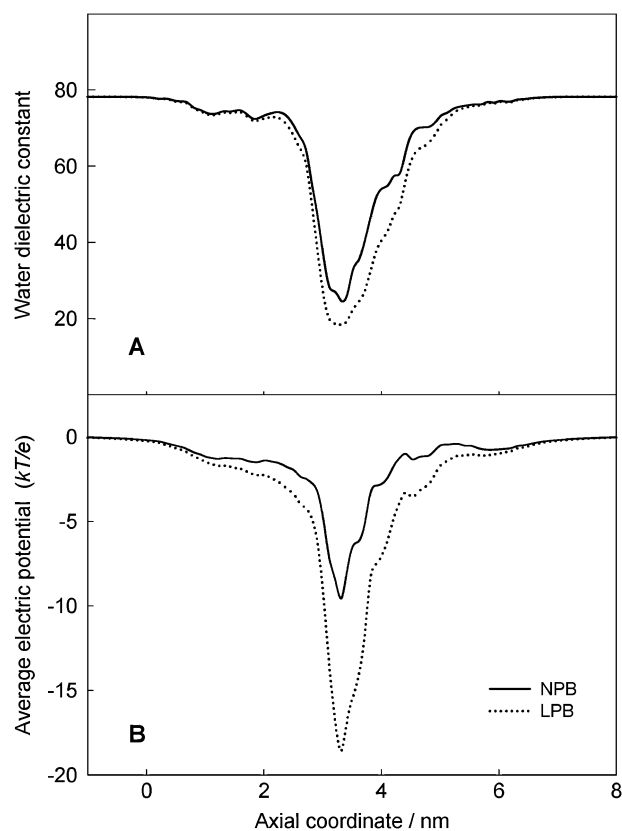 Water dielectric constant
80
60
40
20
A
Average electric potential (kT/e)
0
-5
-10
-15
-20
B
NPB
LPB
0 2 4 6 8
Axial coordinate / nm